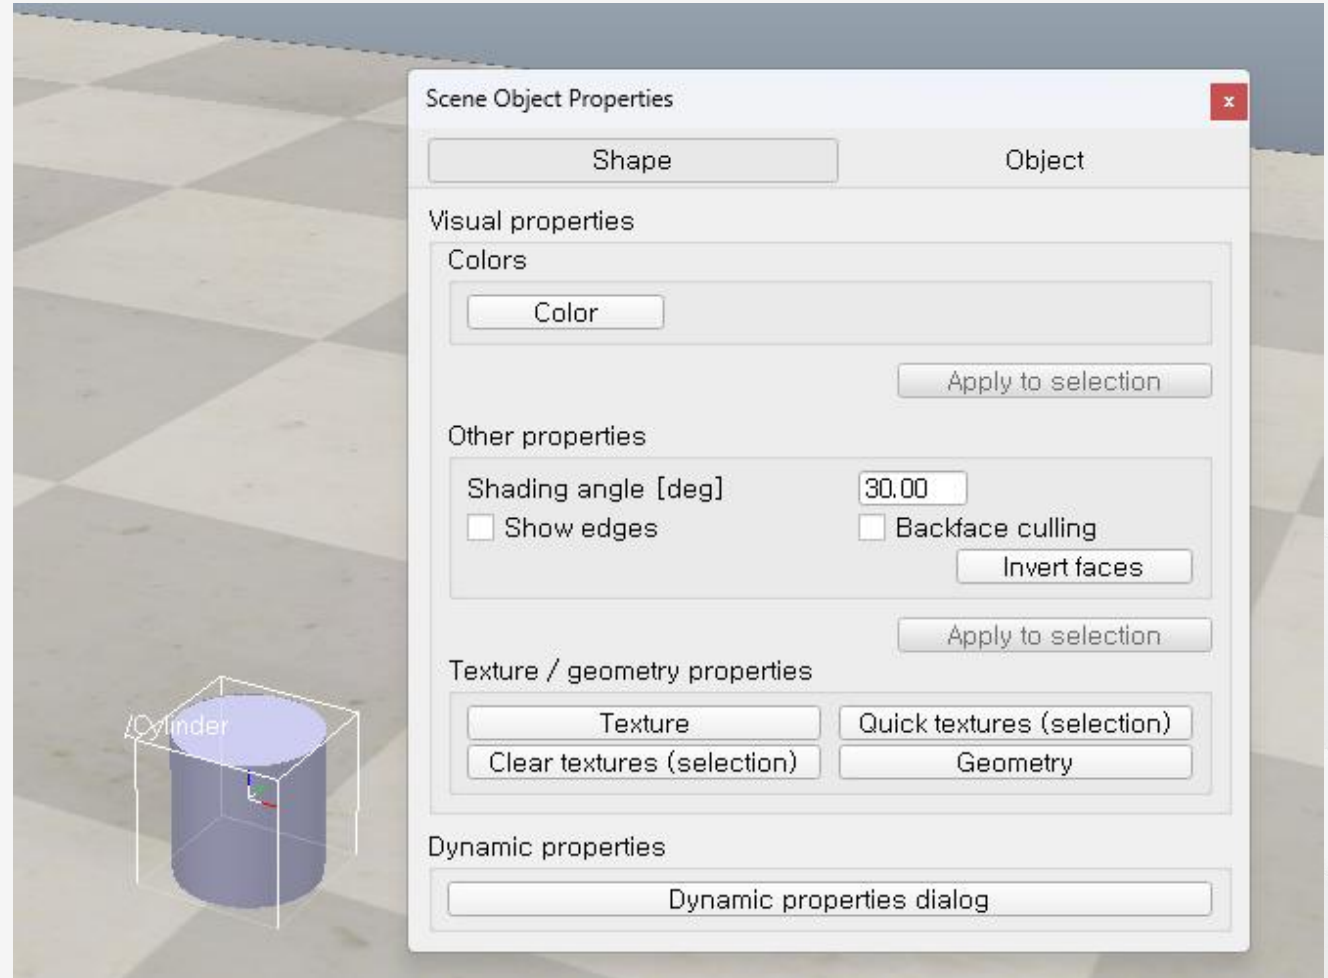 Scene Object Properties
x
Shape Object
Visual properties
Colors
Color
Apply to selection
Other properties
Shading angle [deg] 30.00
Show edges Backface culling
Invert faces
Apply to selection
Texture / geometry properties
/Cylinder
Texture Quick textures (selection)
Clear textures (selection) Geometry
Dynamic properties
Dynamic properties dialog